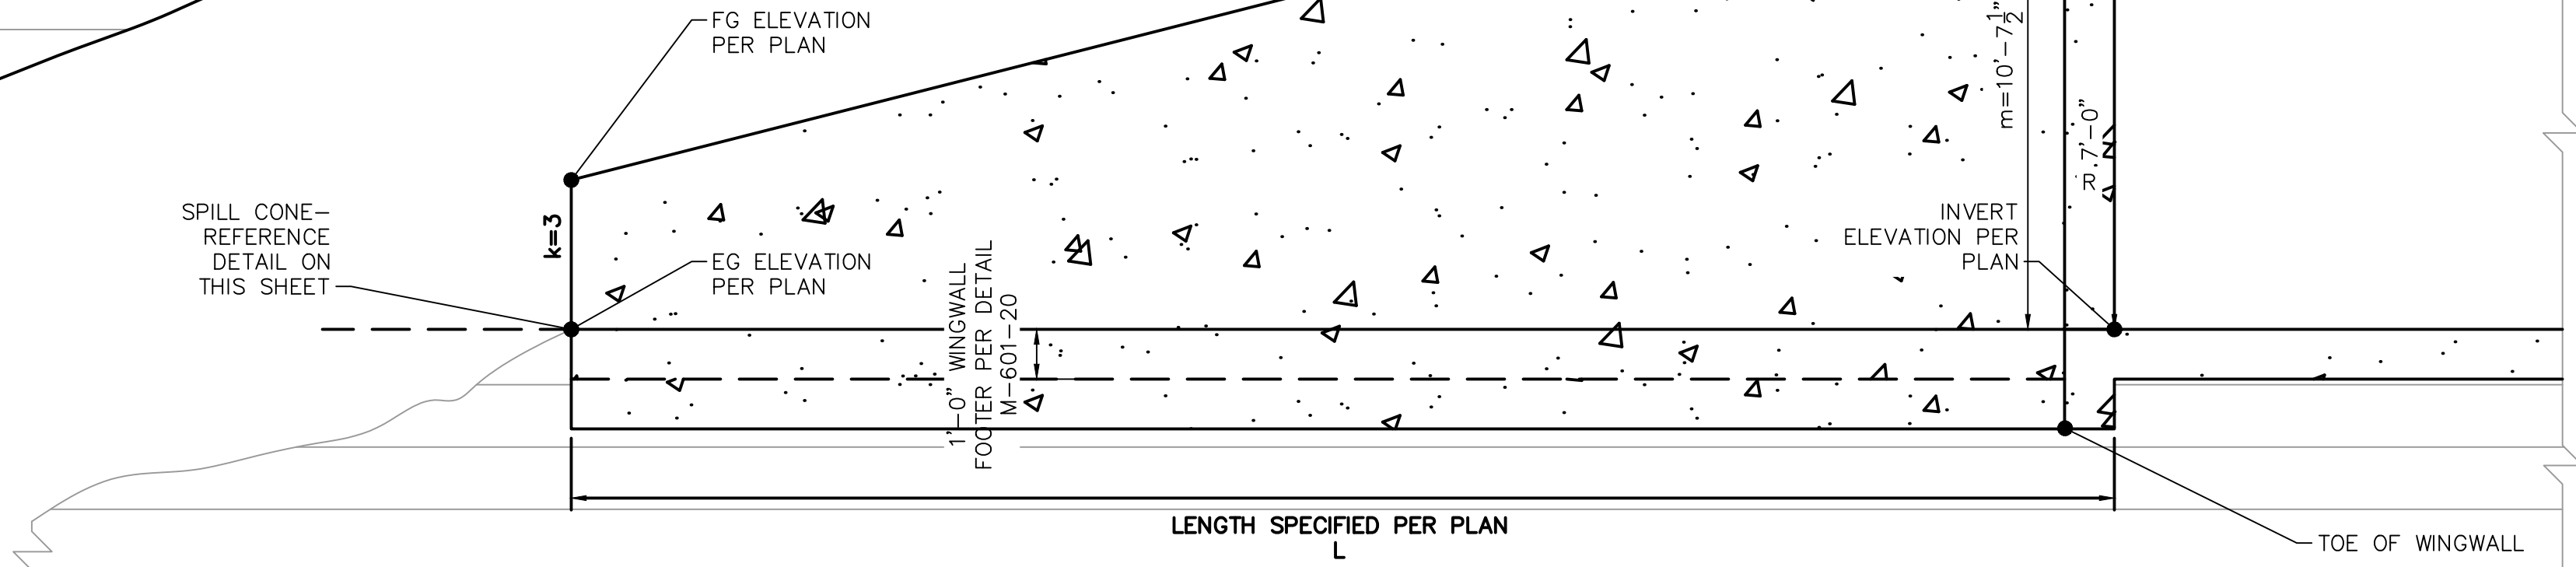 FG ELEVATION
PER PLAN
SPILL CONE–
REFERENCE
DETAIL ON
THIS SHEET
k=3
EG ELEVATION
PER PLAN
1'–0" WINGWALL
FOOTER PER DETAIL
M–601–20
m=10'–7 1/2"
7'–0"
R
INVERT
ELEVATION PER
PLAN
LENGTH SPECIFIED PER PLAN
L
TOE OF WINGWALL